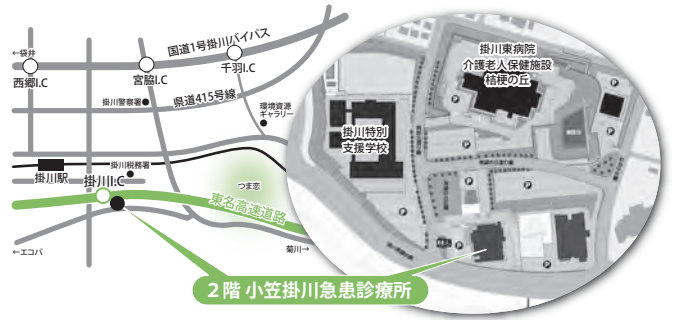 国道1号掛川バイパス
←袋井
西郷I.C
宮脇I.C
千羽I.C
掛川警察署
県道415号線
環境資源
ギャラリー
掛川税務署
掛川駅
掛川I.C
つま恋
東名高速道路
←エコパ
菊川→
掛川東病院
介護老人保健施設
桔梗の丘
掛川特別
支援学校
P
P
P
P
P
P
P
P
2階 小笠掛川急患診療所